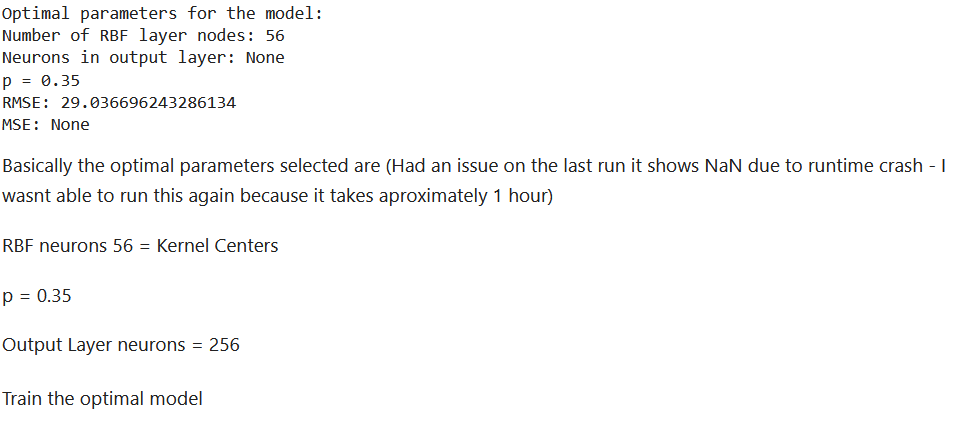 Optimal parameters for the model:
Number of RBF layer nodes: 56
Neurons in output layer: None
p = 0.35
RMSE: 29.036696243286134
MSE: None
Basically the optimal parameters selected are (Had an issue on the last run it shows NaN due to runtime crash - I
wasnt able to run this again because it takes aproximately 1 hour)
RBF neurons 56 = Kernel Centers
p = 0.35
Output Layer neurons = 256
Train the optimal model